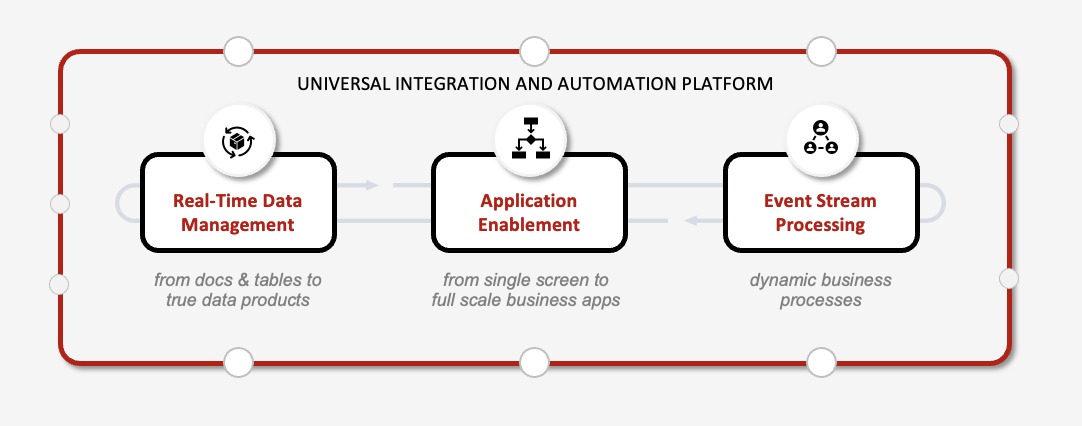 UNIVERSAL INTEGRATION AND AUTOMATION PLATFORM
Real-Time Data
Management
from docs & tables to
true data products
Application
Enablement
from single screen to
full scale business apps
Event Stream
Processing
dynamic business
processes